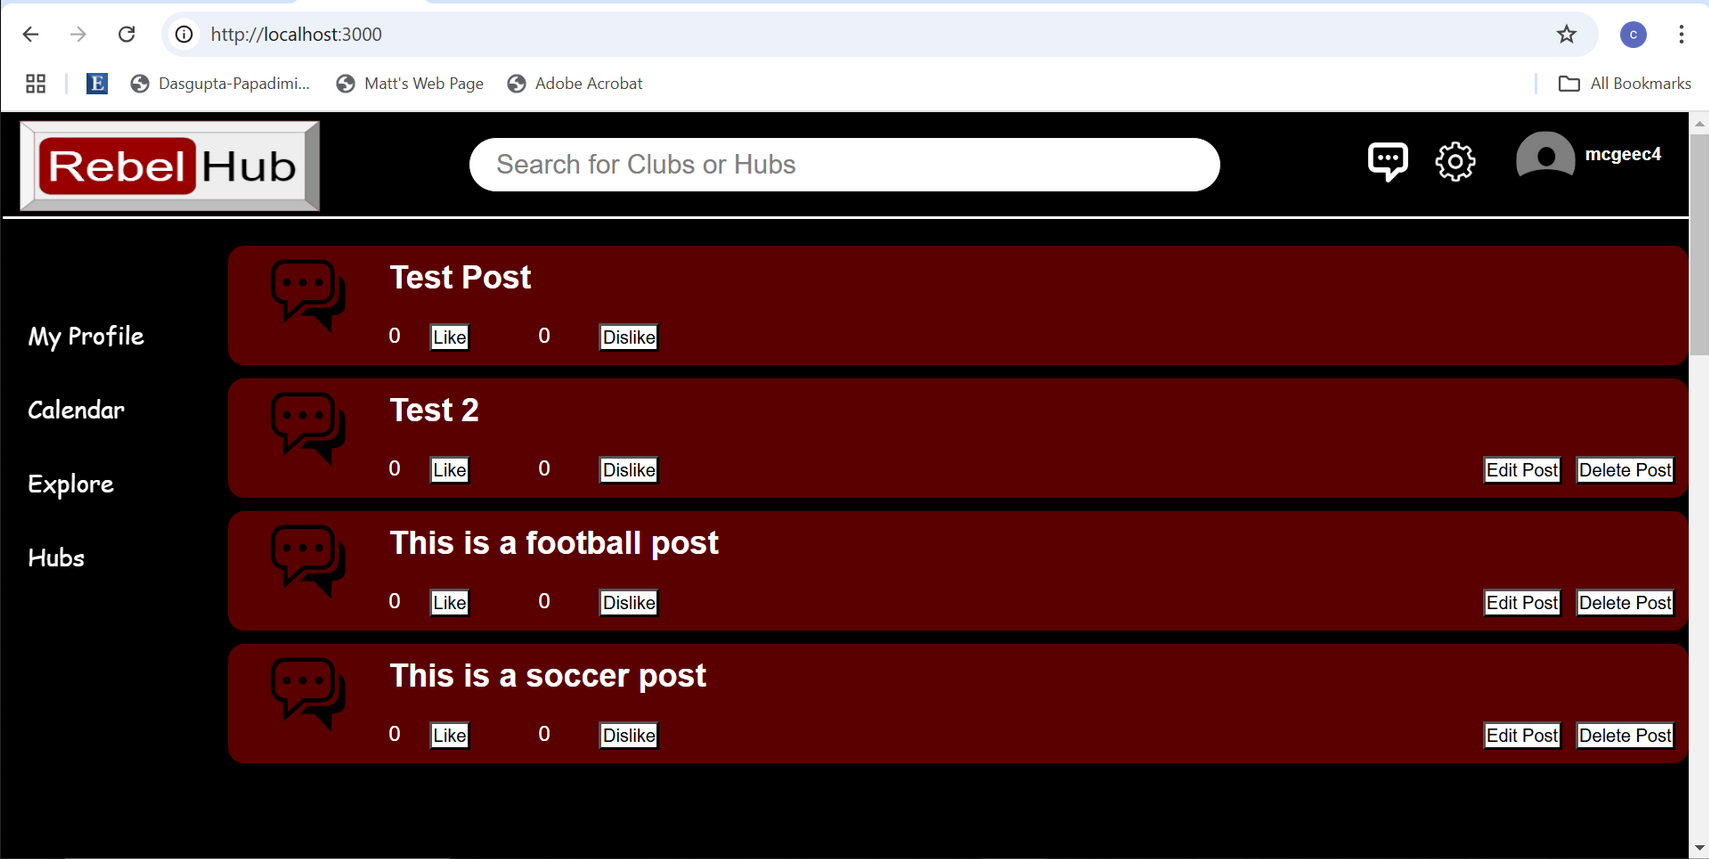 http://localhost:3000
c
E Dasgupta-Papadimi... Matt's Web Page Adobe Acrobat All Bookmarks
Rebel Hub
Search for Clubs or Hubs
mcgeec4
My Profile
Calendar
Explore
Hubs
Test Post
0 Like 0 Dislike
Test 2
0 Like 0 Dislike Edit Post Delete Post
This is a football post
0 Like 0 Dislike Edit Post Delete Post
This is a soccer post
0 Like 0 Dislike Edit Post Delete Post